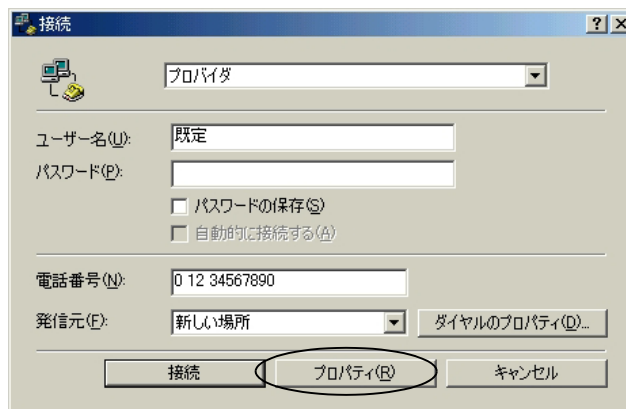 接続
プロバイダ
ユーザー名(U): 既定
パスワード(P):
パスワードの保存(S)
自動的に接続する(A)
電話番号(N): 0 12 34567890
発信元(F): 新しい場所 ダイヤルのプロパティ(D)...
接続 プロパティ(R) キャンセル